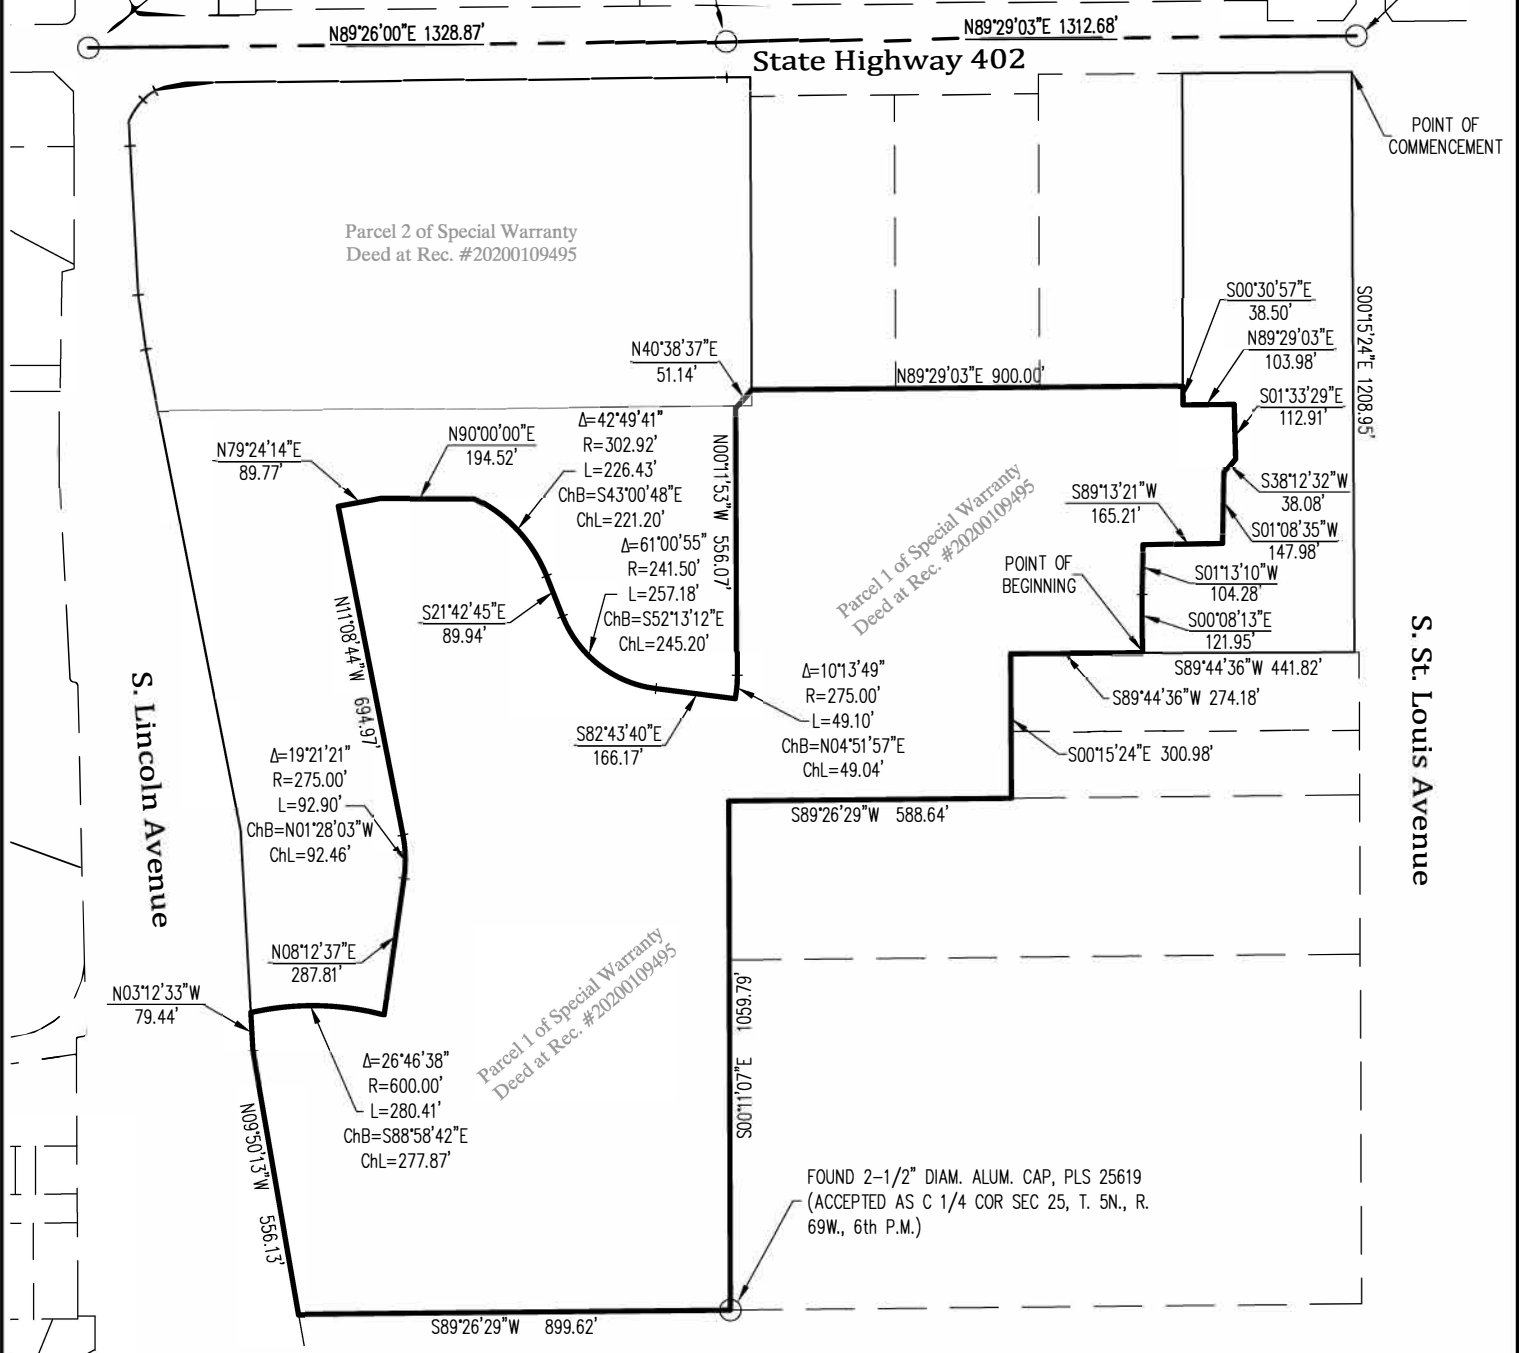 N89°26'00"E 1328.87'
N89°29'03"E 1312.68'
State Highway 402
POINT OF
COMMENCEMENT
Parcel 2 of Special Warranty
Deed at Rec. #20200109495
S00°30'57"E
38.50'
N89°29'03"E
103.98'
S00°15'24"E 1208.95'
N40°38'37"E
51.14'
N89°29'03"E 900.00'
S01°33'29"E
112.91'
N79°24'14"E
89.77'
N90°00'00"E
194.52'
Δ=42°49'41"
R=302.92'
L=226.43'
ChB=S43°00'48"E
ChL=221.20'
N00°11'53"W 556.07'
S38°12'32"W
38.08'
S89°13'21"W
165.21'
Parcel 1 of Special Warranty
Deed at Rec. #20200109495
S01°08'35"W
147.98'
Δ=61°00'55"
R=241.50'
L=257.18'
ChB=S52°13'12"E
ChL=245.20'
POINT OF
BEGINNING
S01°13'10"W
104.28'
S21°42'45"E
89.94'
N11°08'44"W 694.97'
S00°08'13"E
121.95'
S89°44'36"W 441.82'
S89°44'36"W 274.18'
S. Lincoln Avenue
S. St. Louis Avenue
Δ=10°13'49"
R=275.00'
L=49.10'
ChB=N04°51'57"E
ChL=49.04'
S82°43'40"E
166.17'
S00°15'24"E 300.98'
Δ=19°21'21"
R=275.00'
L=92.90'
ChB=N01°28'03"W
ChL=92.46'
S89°26'29"W 588.64'
N08°12'37"E
287.81'
N03°12'33"W
79.44'
Parcel 1 of Special Warranty
Deed at Rec. #20200109495
S00°11'07"E 1059.79'
Δ=26°46'38"
R=600.00'
L=280.41'
ChB=S88°58'42"E
ChL=277.87'
N09°50'13"W 556.13'
FOUND 2-1/2" DIAM. ALUM. CAP, PLS 25619
(ACCEPTED AS C 1/4 COR SEC 25, T. 5N., R.
69W., 6th P.M.)
S89°26'29"W 899.62'